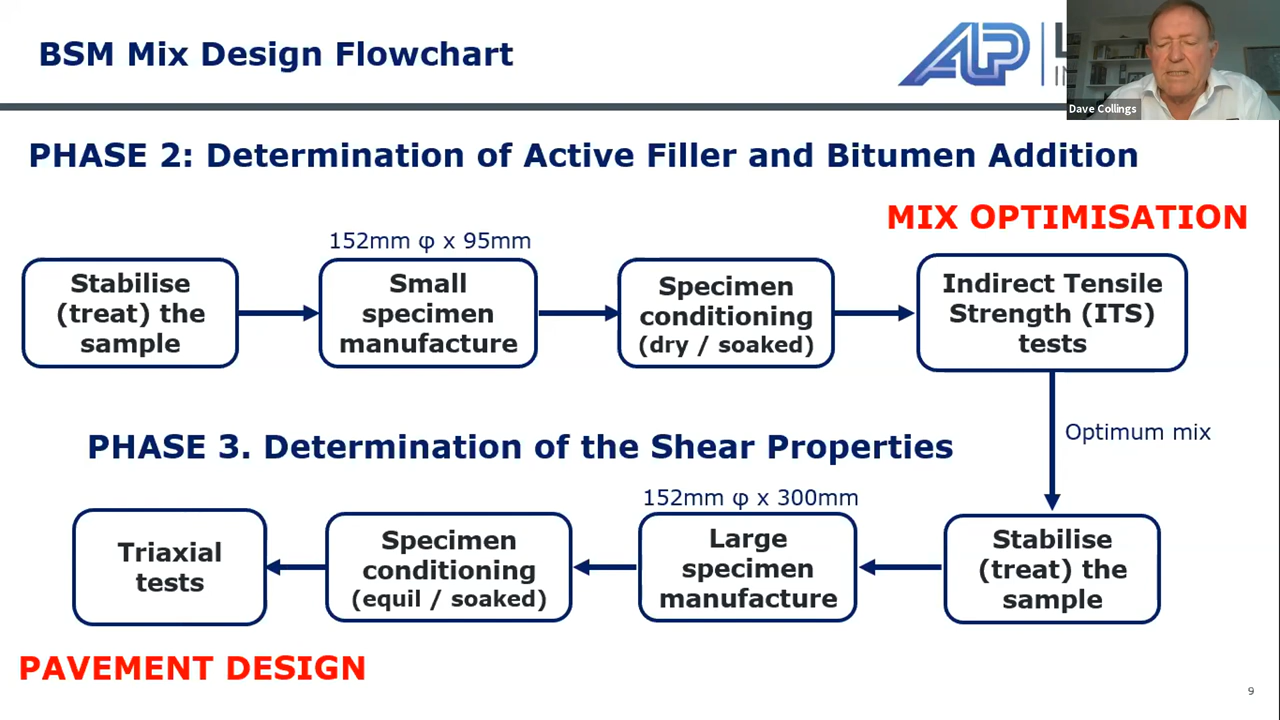 BSM Mix Design Flowchart
Dave Collings
PHASE 2: Determination of Active Filler and Bitumen Addition
MIX OPTIMISATION
152mm φ x 95mm
Stabilise
(treat) the
sample
Small
specimen
manufacture
Specimen
conditioning
(dry / soaked)
Indirect Tensile
Strength (ITS)
tests
Optimum mix
PHASE 3. Determination of the Shear Properties
152mm φ x 300mm
Triaxial
tests
Specimen
conditioning
(equil / soaked)
Large
specimen
manufacture
Stabilise
(treat) the
sample
PAVEMENT DESIGN
9